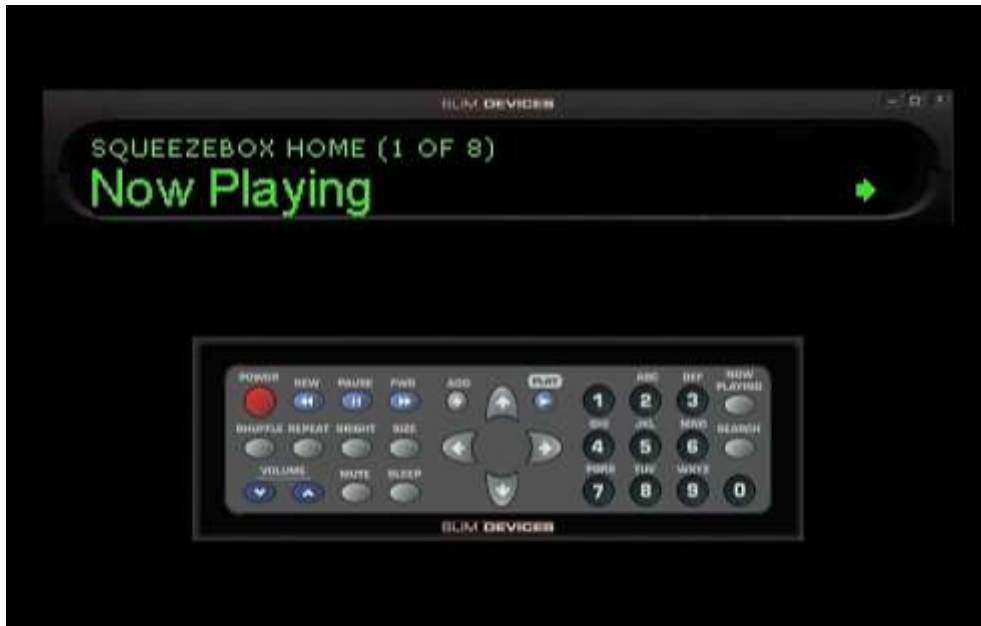 SLIM DEVICES
SQUEEZEBOX HOME (1 OF 8)
Now Playing
POWER REW PAUSE FWD ADD PLAY ABC DEF NOW PLAYING
1 2 3
SHUFFLE REPEAT BRIGHT SIZE GHI JKL MNO SEARCH
4 5 6
VOLUME MUTE SLEEP PQRS TUV WXYZ
7 8 9 0
SLIM DEVICES